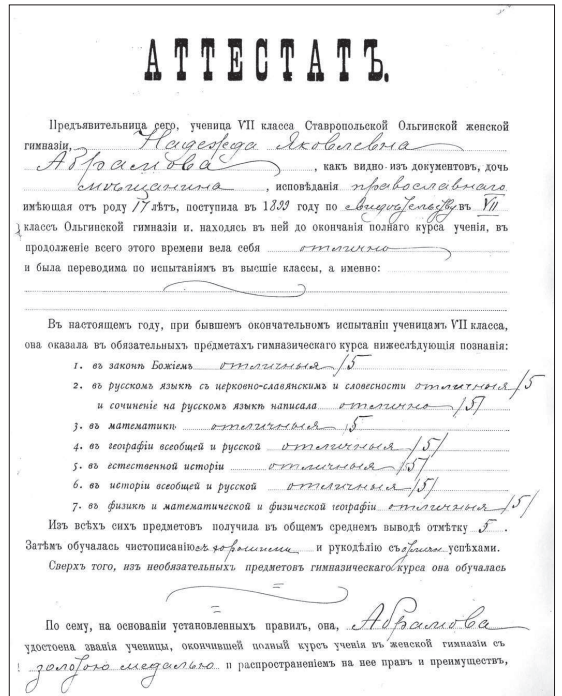 АТТЕСТАТЪ.
Предъявительница сего, ученица VII класса Ставропольской Ольгинской женской
гимназіи, Надежда Яковлевна
Абрамова, какъ видно изъ документовъ, дочь
мѣщанина, исповѣданія православнаго
имѣющая отъ роду 17 лѣтъ, поступила въ 1899 году по свидѣтельству въ VII
классъ Ольгинской гимназіи и, находясь въ ней до окончанія полнаго курса ученія, въ
продолженіе всего этого времени вела себя отлично
и была переводима по испытаніямъ въ высшіе классы, а именно:
Въ настоящемъ году, при бывшемъ окончательномъ испытаніи ученицамъ VII класса,
она оказала въ обязательныхъ предметахъ гимназическаго курса нижеслѣдующія познанія:
1. въ законѣ Божіемъ отличныя /5
2. въ русскомъ языкѣ съ церковно-славянскимъ и словесности отличныя /5
и сочиненіе на русскомъ языкѣ написала отлично /5/
3. въ математикѣ отличныя /5
4. въ географіи всеобщей и русской отличныя /5/
5. въ естественной исторіи отличныя /5/
6. въ исторіи всеобщей и русской отличныя /5/
7. въ физикѣ и математической и физической географіи отличныя /5/
Изъ всѣхъ сихъ предметовъ получила въ общемъ среднемъ выводѣ отмѣтку 5.
Затѣмъ обучалась чистописанію съ хорошими и рукодѣлію съ отличн успѣхами.
Сверхъ того, изъ необязательныхъ предметовъ гимназическаго курса она обучалась
По сему, на основаніи установленныхъ правилъ, она, Абрамова
удостоена званія ученицы, окончившей полный курсъ ученія въ женской гимназіи съ
золотою медалью и распространеніемъ на нее правъ и преимуществъ,